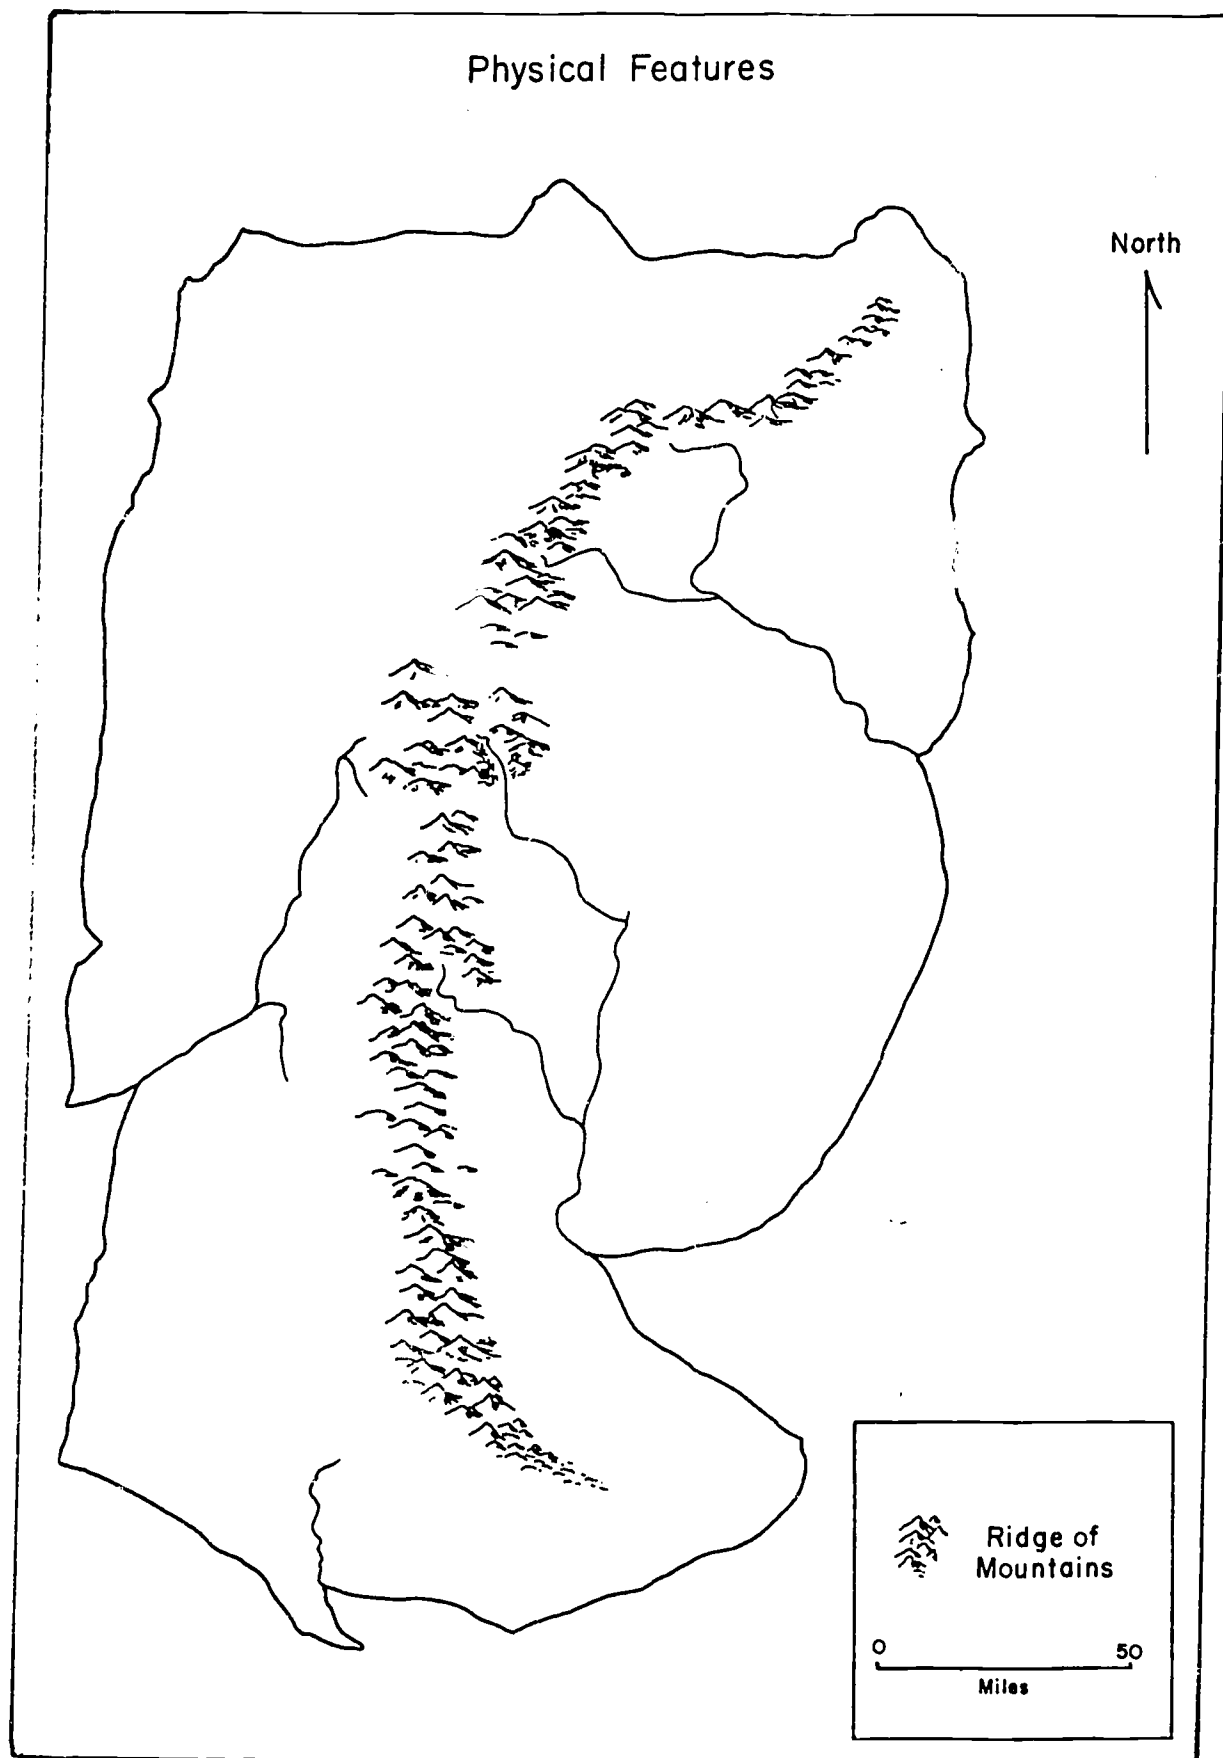 Physical Features
North
Ridge of
Mountains
0 50
Miles